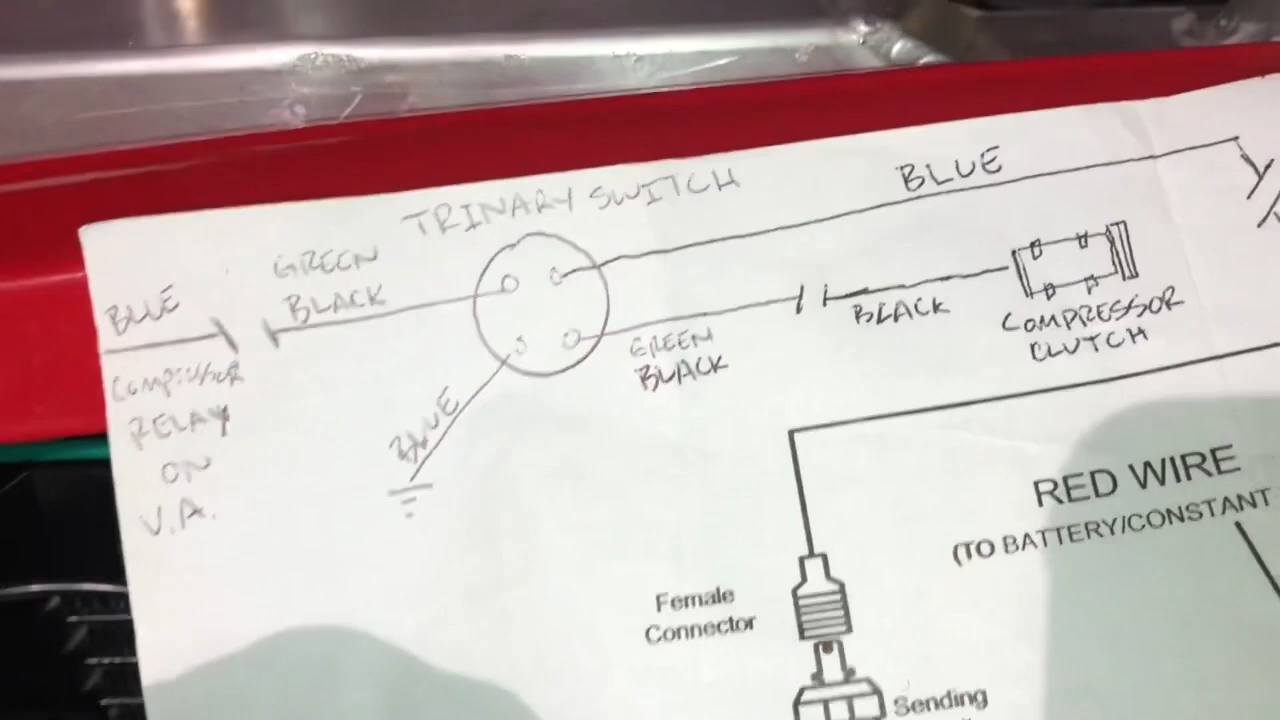 TRINARY SWITCH
BLUE
GREEN
BLACK
BLUE
COMPRESSOR
RELAY
ON
V.A.
BLUE
GREEN
BLACK
BLACK
COMPRESSOR
CLUTCH
RED WIRE
(TO BATTERY/CONSTANT
Female
Connector
Sending